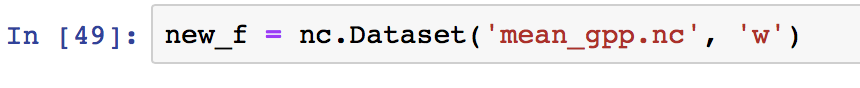 In [49]: new_f = nc.Dataset('mean_gpp.nc', 'w')